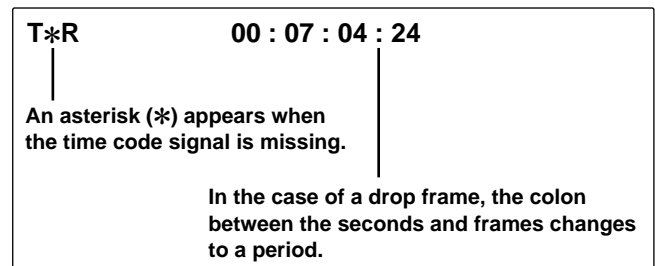 T✻R 00 : 07 : 04 : 24
An asterisk (✻) appears when
the time code signal is missing.
In the case of a drop frame, the colon
between the seconds and frames changes
to a period.